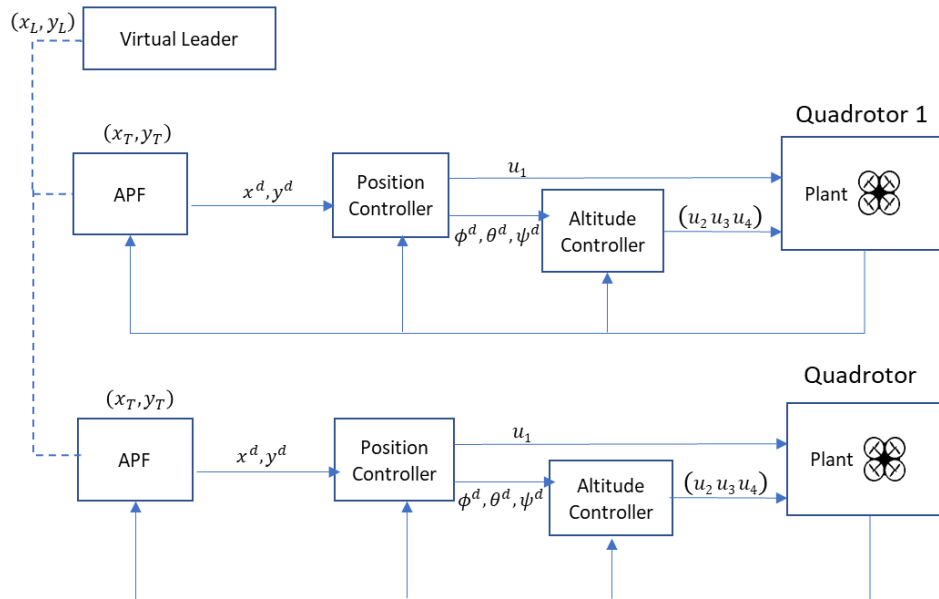 (x_L, y_L)
Virtual Leader
Quadrotor 1
(x_T, y_T)
APF
x^d, y^d
Position
Controller
u_1
ϕ^d, θ^d, ψ^d
Altitude
Controller
(u_2 u_3 u_4)
Plant
Quadrotor
(x_T, y_T)
APF
x^d, y^d
Position
Controller
u_1
ϕ^d, θ^d, ψ^d
Altitude
Controller
(u_2 u_3 u_4)
Plant